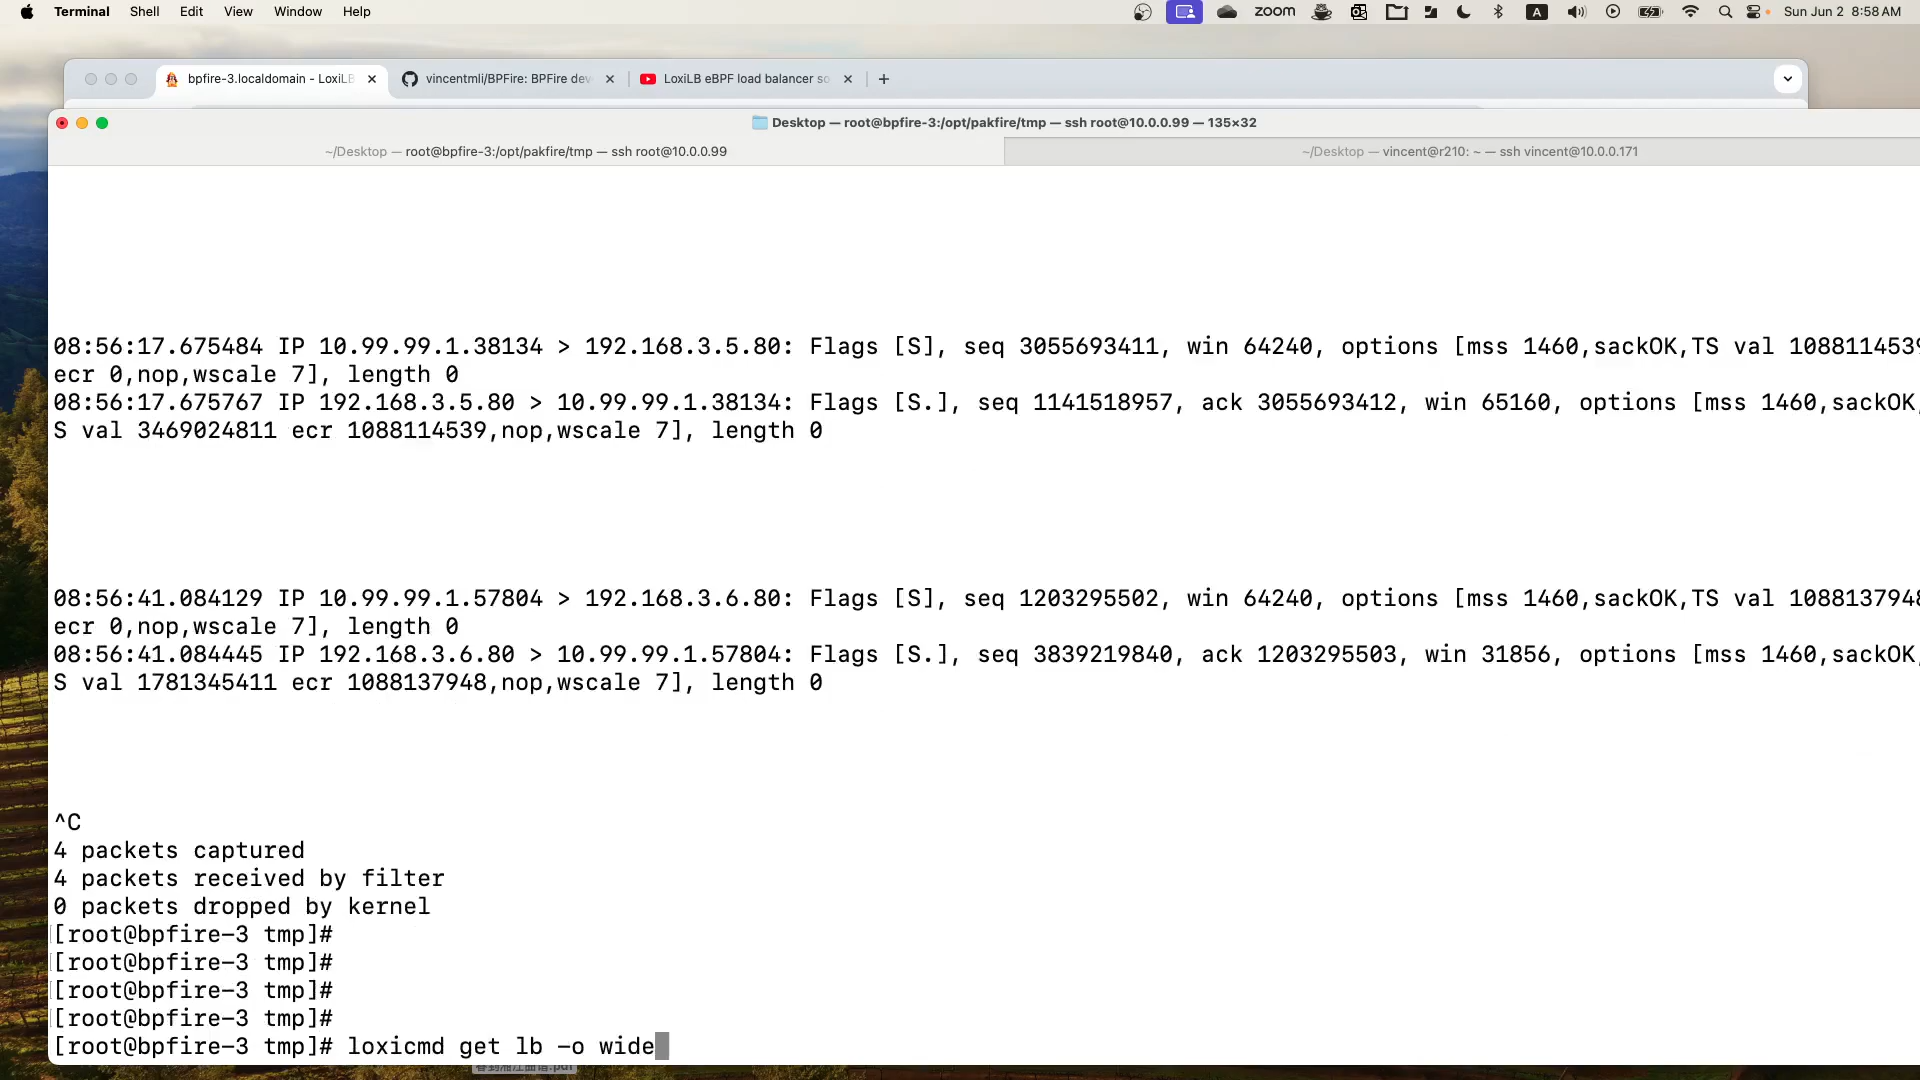 Terminal Shell Edit View Window Help zoom A Sun Jun 2 8:58 AM
bpfire-3.localdomain - LoxiLB vincentmli/BPFire: BPFire dev LoxiLB eBPF load balancer so
Desktop — root@bpfire-3:/opt/pakfire/tmp — ssh root@10.0.0.99 — 135×32
~/Desktop — root@bpfire-3:/opt/pakfire/tmp — ssh root@10.0.0.99 ~/Desktop — vincent@r210: ~ — ssh vincent@10.0.0.171
08:56:17.675484 IP 10.99.99.1.38134 > 192.168.3.5.80: Flags [S], seq 3055693411, win 64240, options [mss 1460,sackOK,TS val 1088114539
ecr 0,nop,wscale 7], length 0
08:56:17.675767 IP 192.168.3.5.80 > 10.99.99.1.38134: Flags [S.], seq 1141518957, ack 3055693412, win 65160, options [mss 1460,sackOK,
S val 3469024811 ecr 1088114539,nop,wscale 7], length 0
08:56:41.084129 IP 10.99.99.1.57804 > 192.168.3.6.80: Flags [S], seq 1203295502, win 64240, options [mss 1460,sackOK,TS val 1088137948
ecr 0,nop,wscale 7], length 0
08:56:41.084445 IP 192.168.3.6.80 > 10.99.99.1.57804: Flags [S.], seq 3839219840, ack 1203295503, win 31856, options [mss 1460,sackOK,
S val 1781345411 ecr 1088137948,nop,wscale 7], length 0
^C
4 packets captured
4 packets received by filter
0 packets dropped by kernel
[root@bpfire-3 tmp]#
[root@bpfire-3 tmp]#
[root@bpfire-3 tmp]#
[root@bpfire-3 tmp]#
[root@bpfire-3 tmp]# loxicmd get lb -o wide